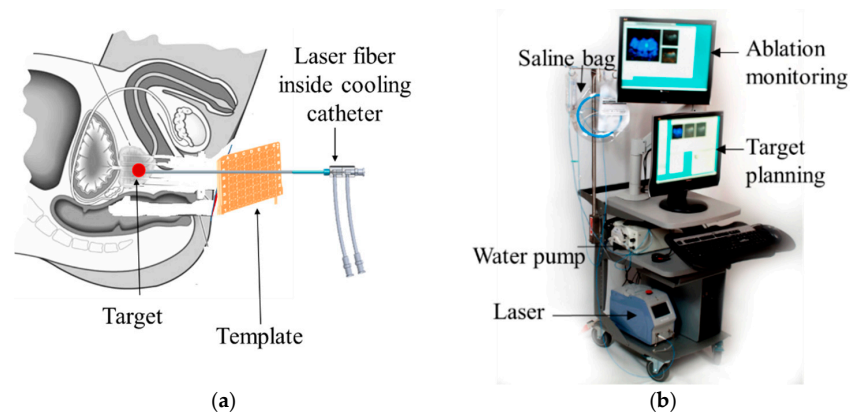 Laser fiber
inside cooling
catheter
Target
Template
(a)
Saline bag
Ablation
monitoring
Target
planning
Water pump
Laser
(b)